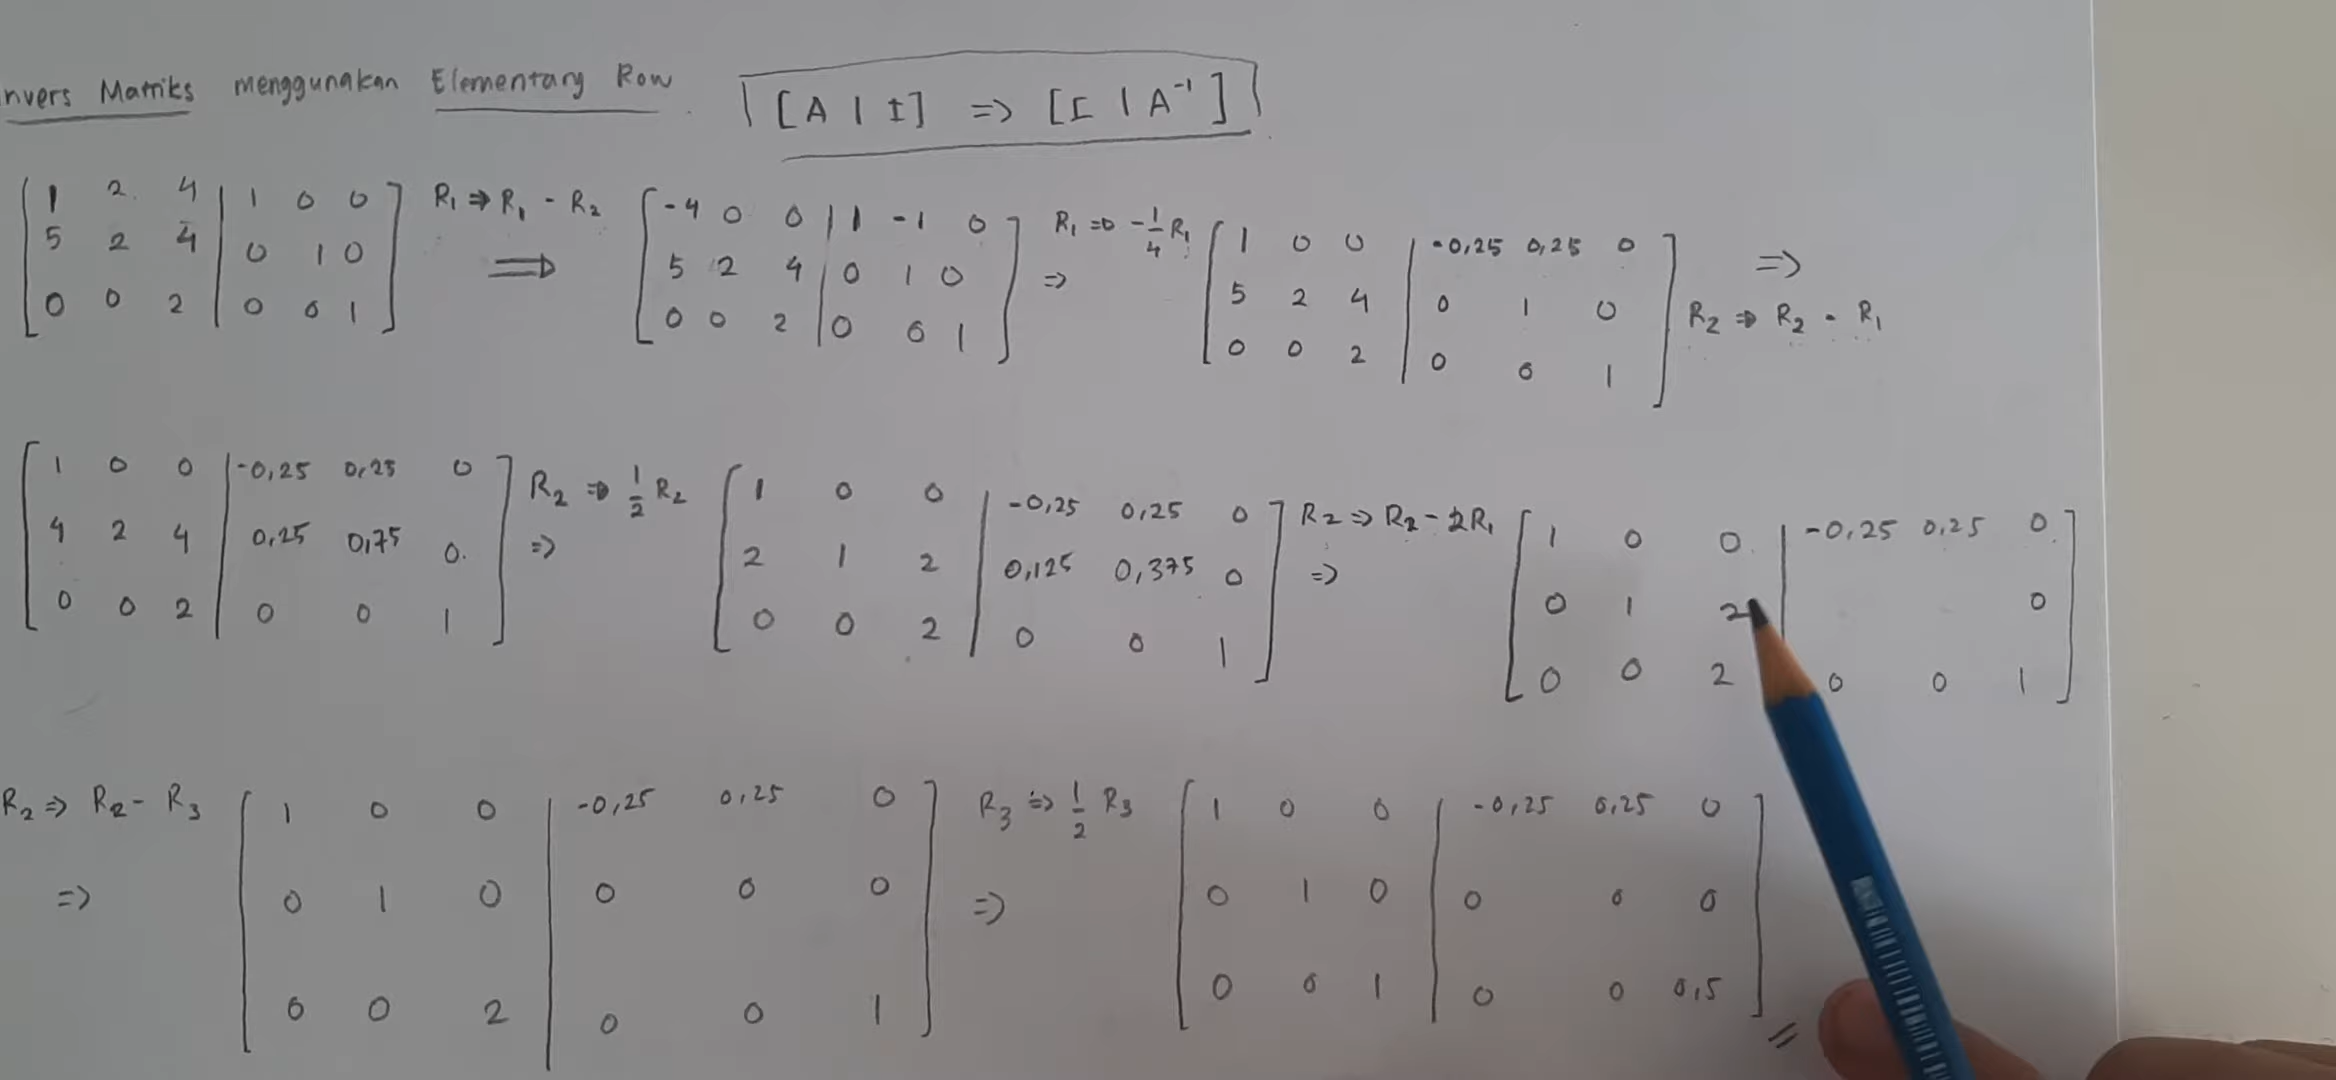 nvers Matriks menggunakan Elementary Row. [A | I] => [I | A⁻¹]
[1 2 4 | 1 0 0] R₁ => R₁ - R₂ [-4 0 0 | 1 -1 0] R₁ => -1/4 R₁ [1 0 0 | -0,25 0,25 0] =>
[5 2 4 | 0 1 0] => [5 2 4 | 0 1 0] => [5 2 4 | 0 1 0] R₂ => R₂ - R₁
[0 0 2 | 0 0 1] [0 0 2 | 0 0 1] [0 0 2 | 0 0 1]
[1 0 0 | -0,25 0,25 0] R₂ => 1/2 R₂ [1 0 0 | -0,25 0,25 0] R₂ => R₂ - 2R₁ [1 0 0 | -0,25 0,25 0]
[4 2 4 | 0,25 0,75 0] => [2 1 2 | 0,125 0,375 0] => [0 1 2 | 0]
[0 0 2 | 0 0 1] [0 0 2 | 0 0 1] [0 0 2 | 0 0 1]
R₂ => R₂ - R₃ [1 0 0 | -0,25 0,25 0] R₃ => 1/2 R₃ [1 0 0 | -0,25 0,25 0]
=> [0 1 0 | 0 0 0] => [0 1 0 | 0 0 0]
[0 0 2 | 0 0 1] [0 0 1 | 0 0 0,5]